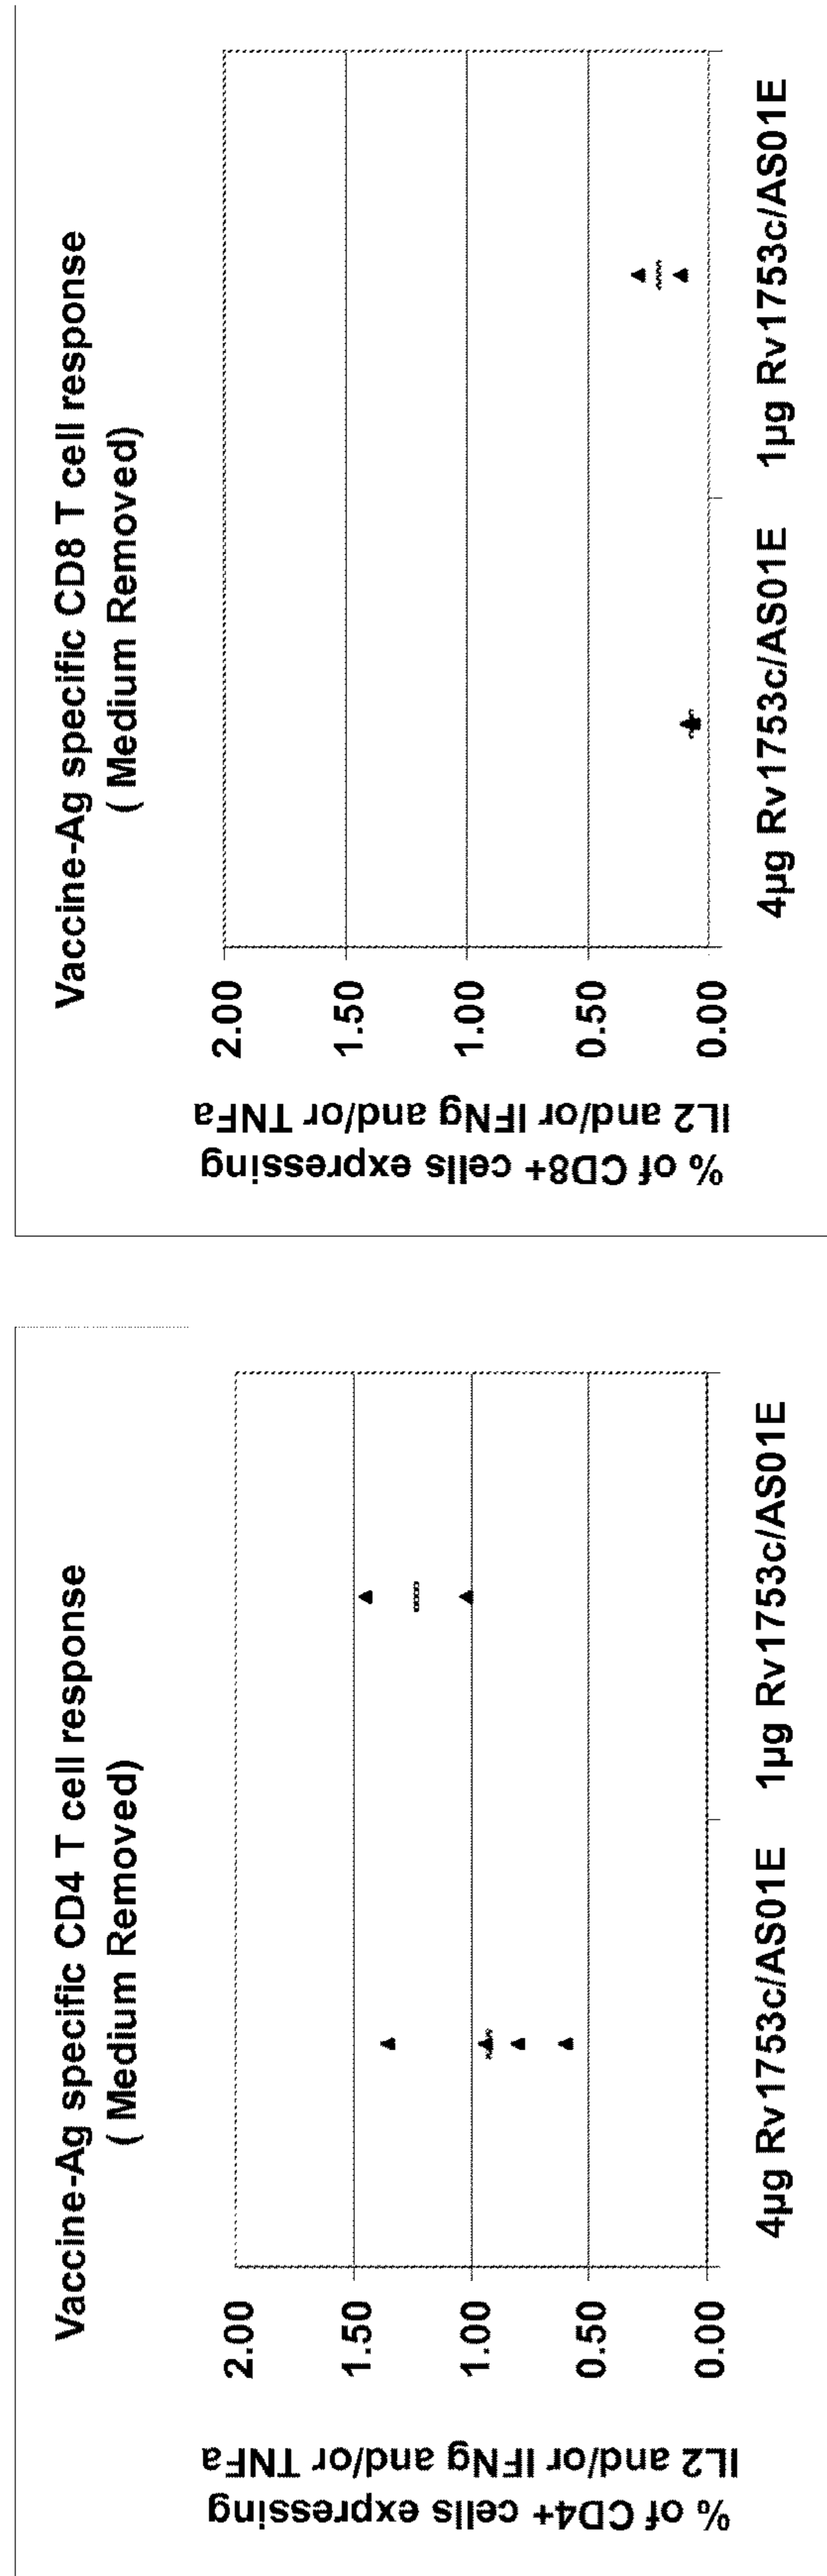 Vaccine-Ag specific CD4 T cell response
( Medium Removed)
% of CD4+ cells expressing
IL2 and/or IFNg and/or TNFa
2.00
1.50
1.00
0.50
0.00
4µg Rv1753c/AS01E
1µg Rv1753c/AS01E
Vaccine-Ag specific CD8 T cell response
( Medium Removed)
% of CD8+ cells expressing
IL2 and/or IFNg and/or TNFa
2.00
1.50
1.00
0.50
0.00
4µg Rv1753c/AS01E
1µg Rv1753c/AS01E